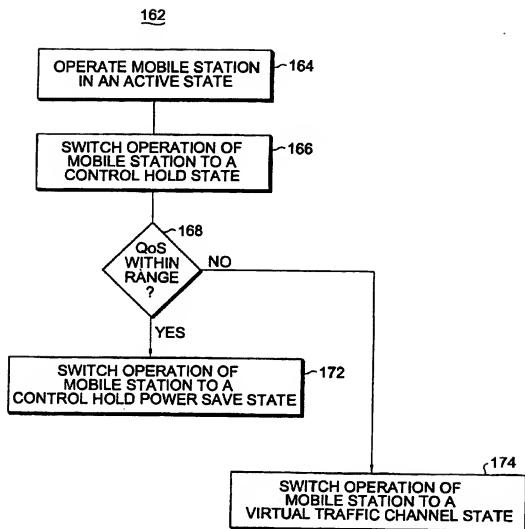 162
OPERATE MOBILE STATION
IN AN ACTIVE STATE
164
SWITCH OPERATION OF
MOBILE STATION TO A
CONTROL HOLD STATE
166
168
QoS
WITHIN
RANGE
?
NO
YES
SWITCH OPERATION OF
MOBILE STATION TO A
CONTROL HOLD POWER SAVE STATE
172
174
SWITCH OPERATION OF
MOBILE STATION TO A
VIRTUAL TRAFFIC CHANNEL STATE